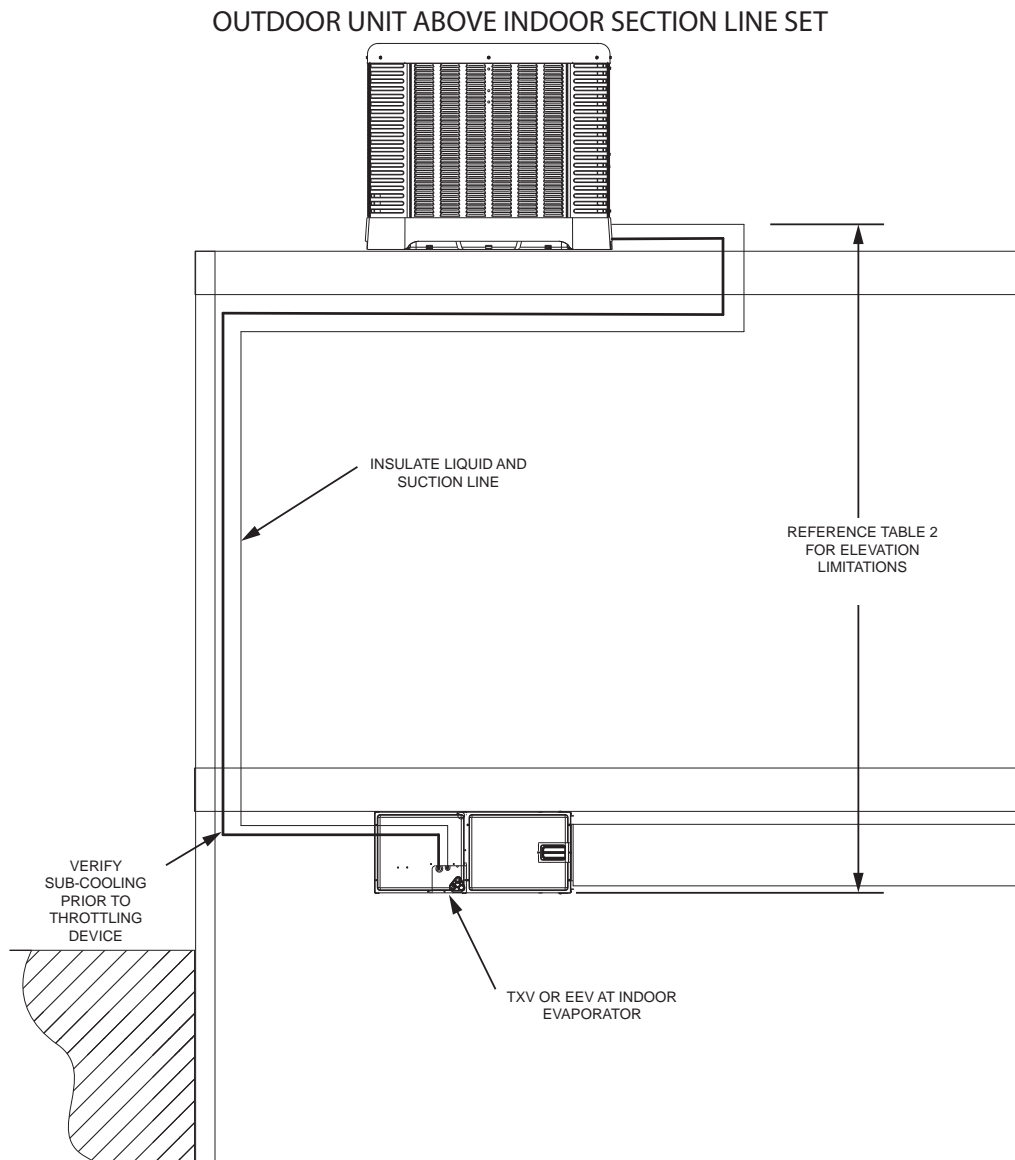 OUTDOOR UNIT ABOVE INDOOR SECTION LINE SET
INSULATE LIQUID AND
SUCTION LINE
REFERENCE TABLE 2
FOR ELEVATION
LIMITATIONS
VERIFY
SUB-COOLING
PRIOR TO
THROTTLING
DEVICE
TXV OR EEV AT INDOOR
EVAPORATOR